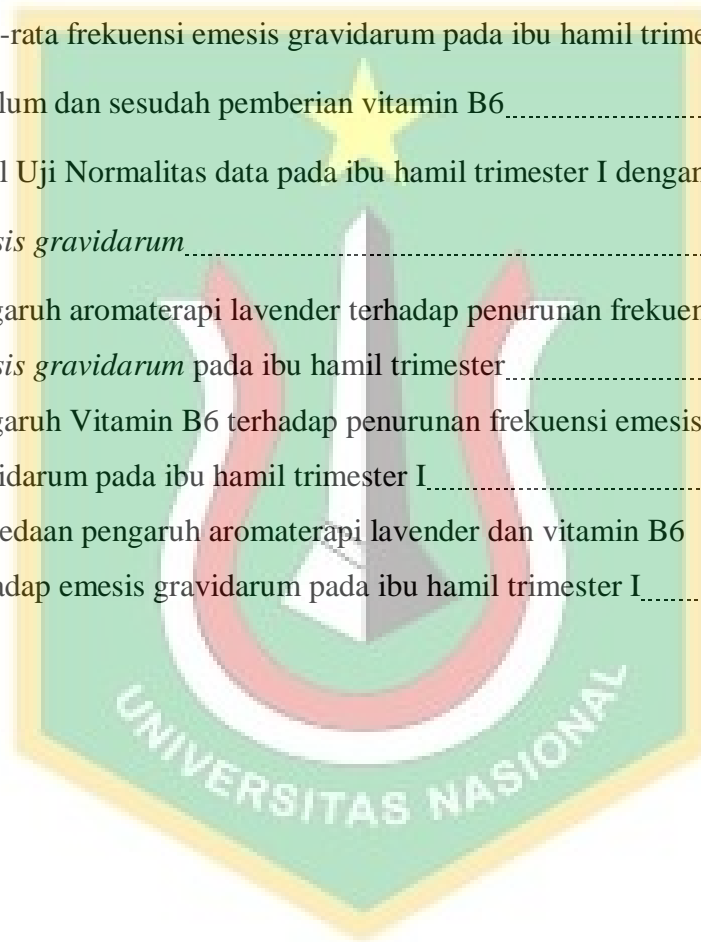 -rata frekuensi emesis gravidarum pada ibu hamil trime
lum dan sesudah pemberian vitamin B6
l Uji Normalitas data pada ibu hamil trimester I dengan
sis gravidarum
garuh aromaterapi lavender terhadap penurunan frekuen
sis gravidarum pada ibu hamil trimester
garuh Vitamin B6 terhadap penurunan frekuensi emesis
idarum pada ibu hamil trimester I
edaan pengaruh aromaterapi lavender dan vitamin B6
adap emesis gravidarum pada ibu hamil trimester I
UNIVERSITAS NASIONAL